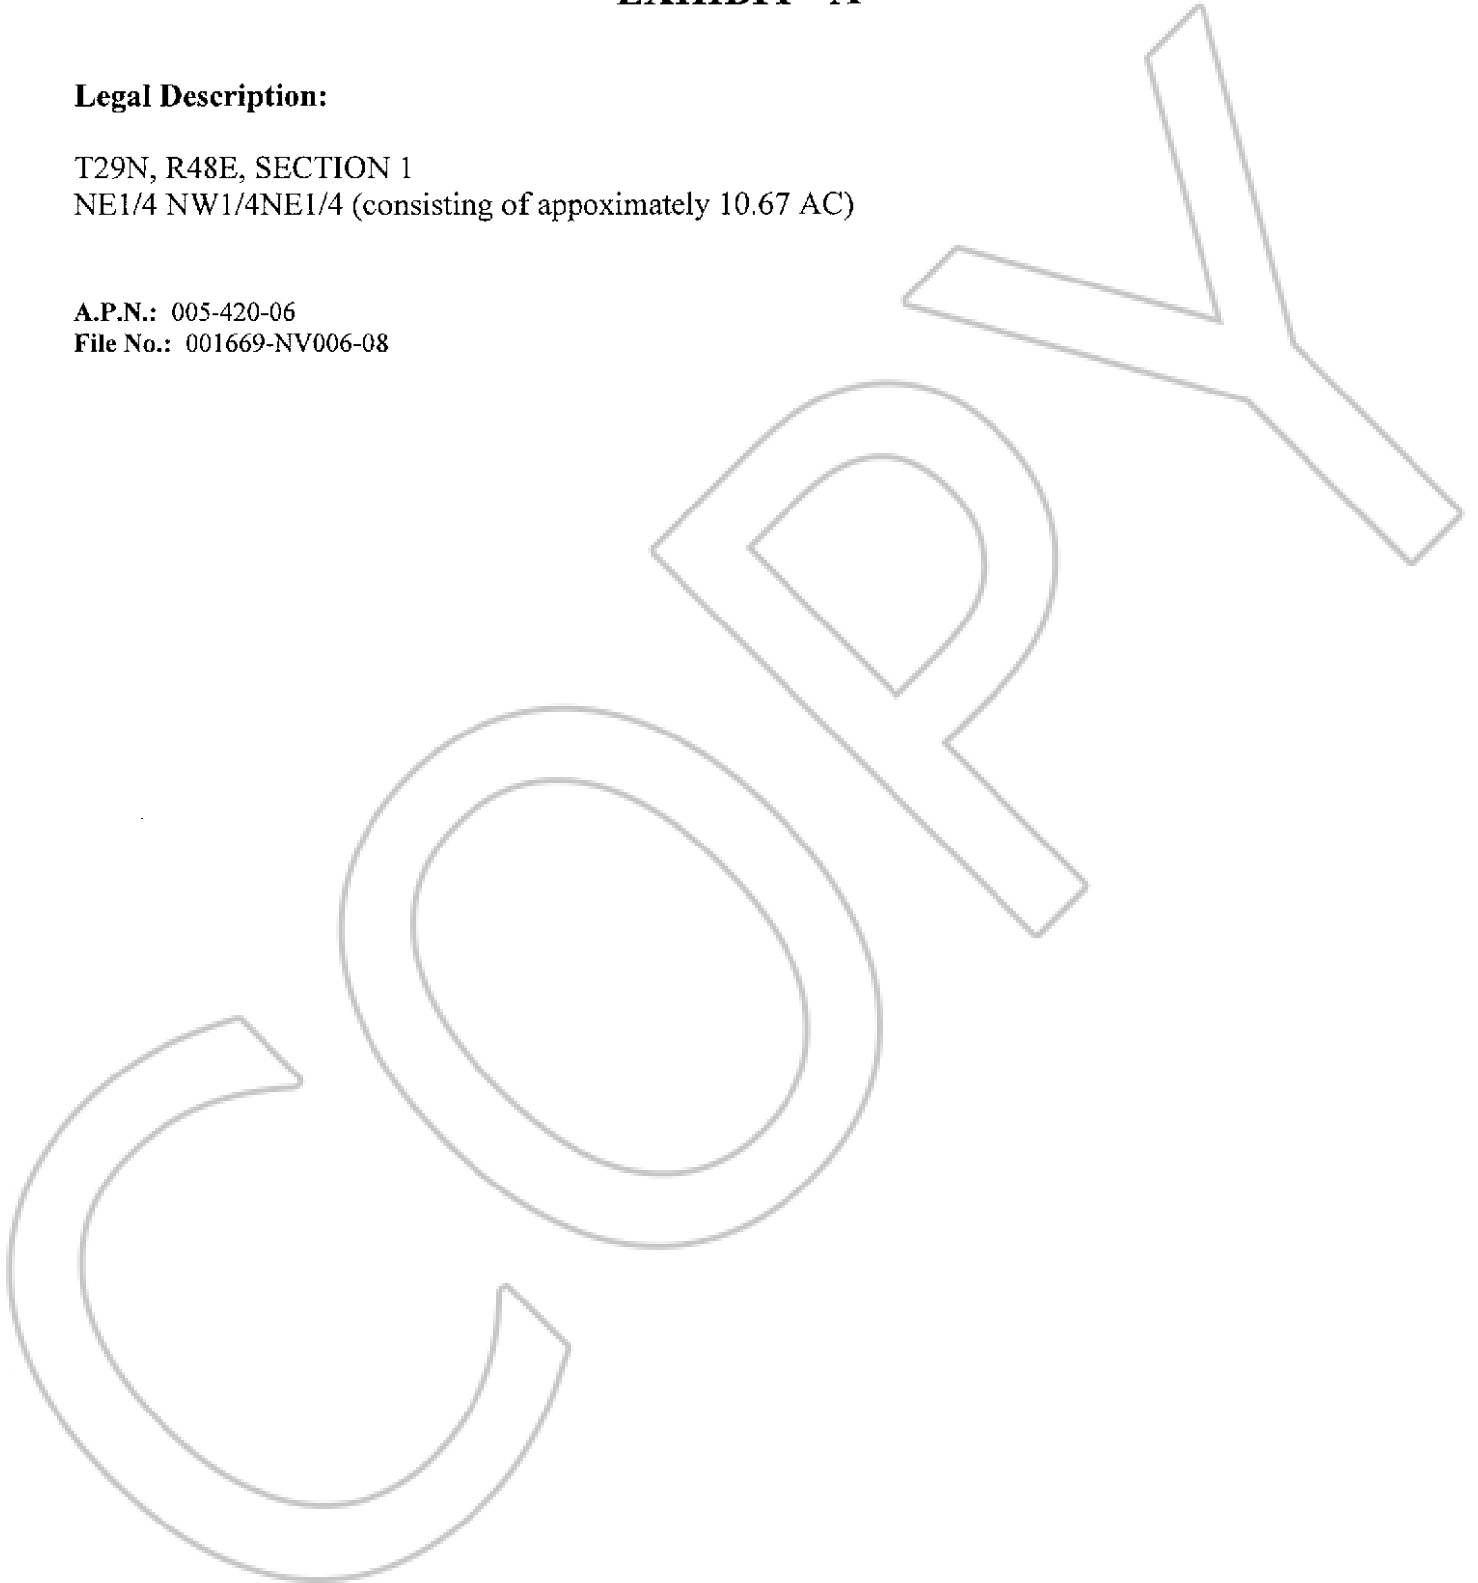 EXHIBIT "A"
Legal Description:
T29N, R48E, SECTION 1
NE1/4 NW1/4NE1/4 (consisting of appoximately 10.67 AC)
A.P.N.: 005-420-06
File No.: 001669-NV006-08
COPY